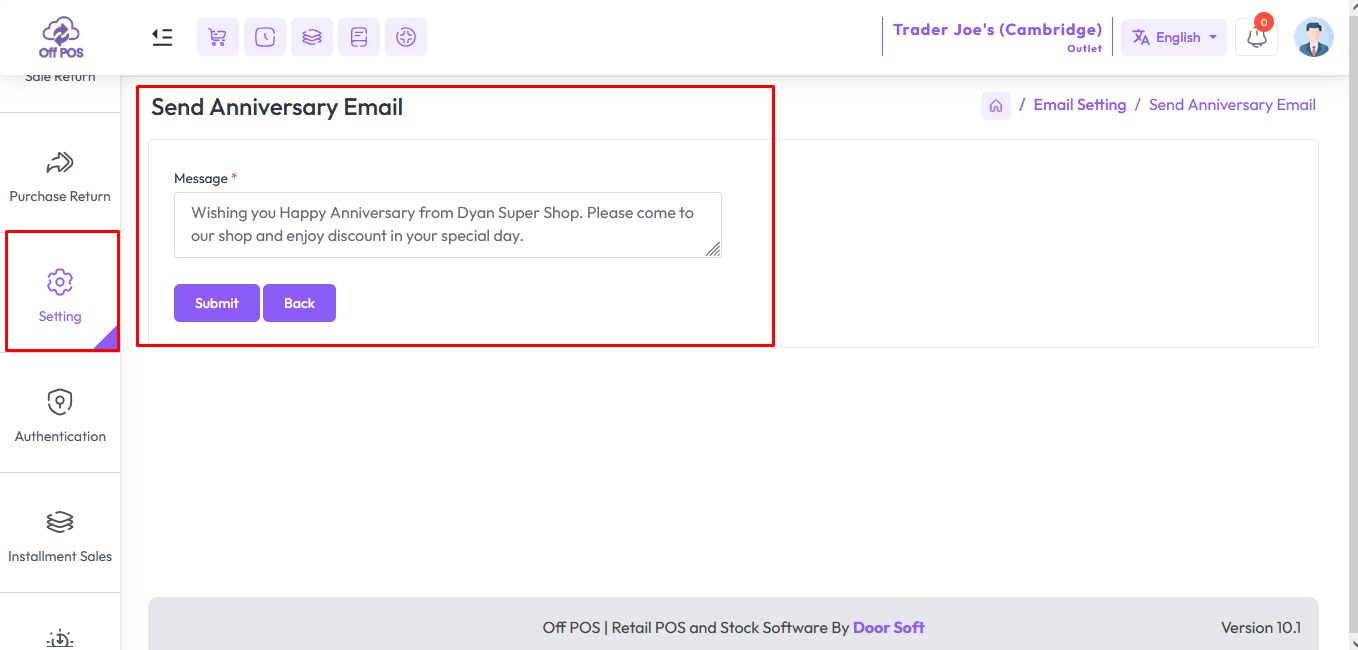 Off POS
Trader Joe's (Cambridge)
Outlet
English
0
Sale Return
Purchase Return
Setting
Authentication
Installment Sales
Send Anniversary Email
/ Email Setting / Send Anniversary Email
Message *
Wishing you Happy Anniversary from Dyan Super Shop. Please come to
our shop and enjoy discount in your special day.
Submit Back
Off POS | Retail POS and Stock Software By Door Soft
Version 10.1